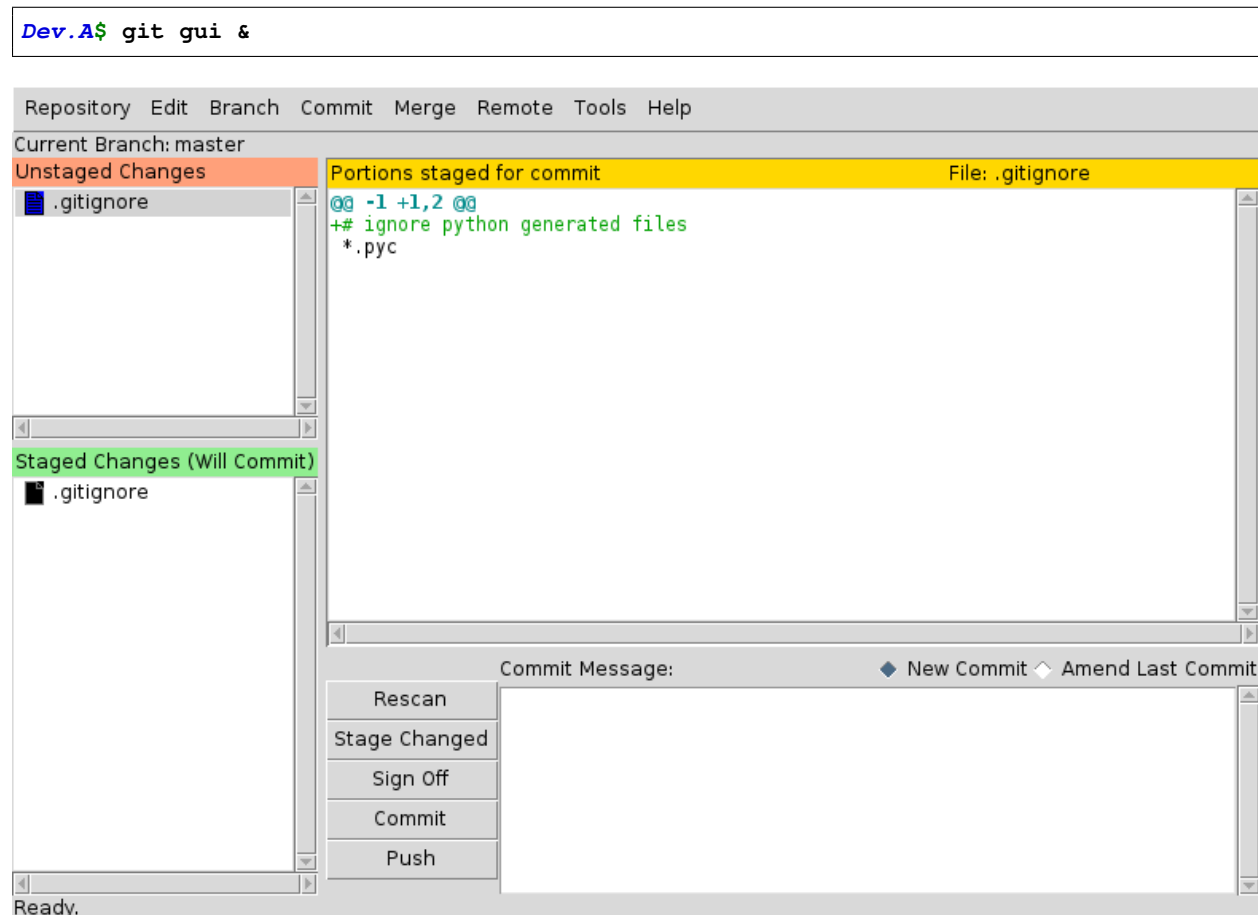 Dev.A$ git gui &
Repository Edit Branch Commit Merge Remote Tools Help
Current Branch: master
Unstaged Changes
.gitignore
Staged Changes (Will Commit)
.gitignore
Portions staged for commit File: .gitignore
@@ -1 +1,2 @@
+# ignore python generated files
*.pyc
Commit Message: New Commit Amend Last Commit
Rescan
Stage Changed
Sign Off
Commit
Push
Ready.